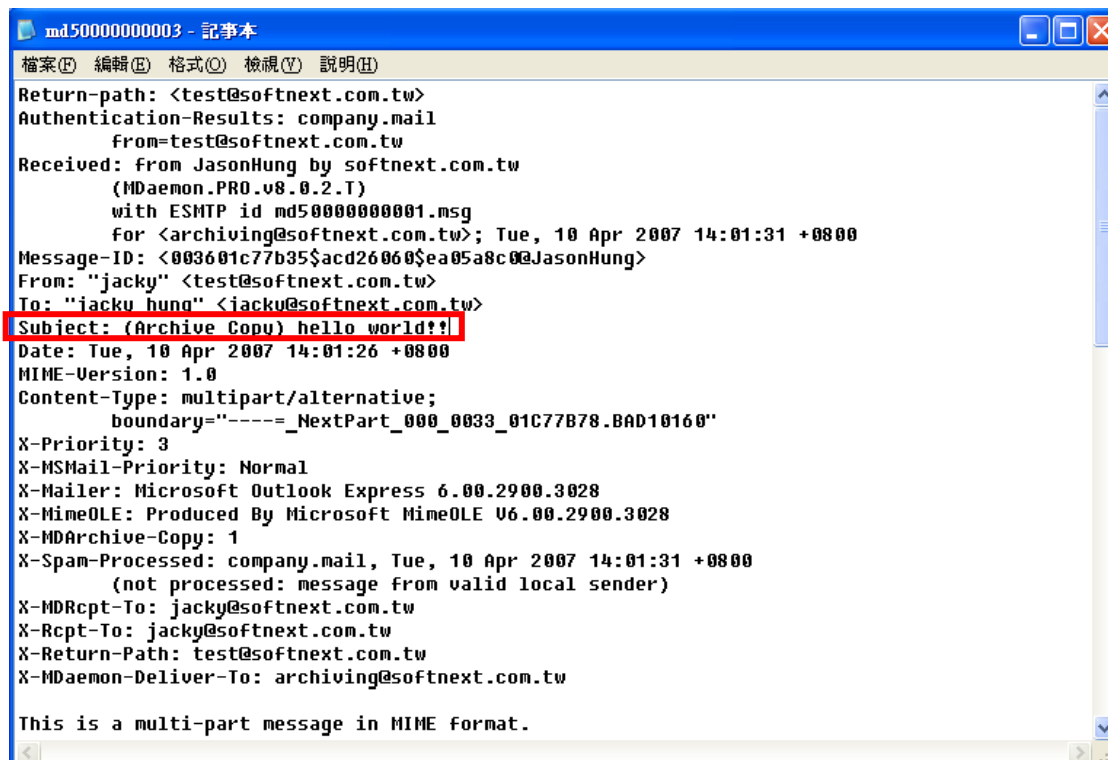 md50000000003 - 記事本
檔案(F) 編輯(E) 格式(O) 檢視(V) 說明(H)
Return-path: <test@softnext.com.tw>
Authentication-Results: company.mail
from=test@softnext.com.tw
Received: from JasonHung by softnext.com.tw
(MDaemon.PRO.v8.0.2.T)
with ESMTP id md50000000001.msg
for <archiving@softnext.com.tw>; Tue, 10 Apr 2007 14:01:31 +0800
Message-ID: <003601c77b35$acd26060$ea05a8c0@JasonHung>
From: "jacky" <test@softnext.com.tw>
To: "jacky hung" <jacky@softnext.com.tw>
Subject: (Archive Copy) hello world!!
Date: Tue, 10 Apr 2007 14:01:26 +0800
MIME-Version: 1.0
Content-Type: multipart/alternative;
boundary="----=_NextPart_000_0033_01C77B78.BAD10160"
X-Priority: 3
X-MSMail-Priority: Normal
X-Mailer: Microsoft Outlook Express 6.00.2900.3028
X-MimeOLE: Produced By Microsoft MimeOLE V6.00.2900.3028
X-MDArchive-Copy: 1
X-Spam-Processed: company.mail, Tue, 10 Apr 2007 14:01:31 +0800
(not processed: message from valid local sender)
X-MDRcpt-To: jacky@softnext.com.tw
X-Rcpt-To: jacky@softnext.com.tw
X-Return-Path: test@softnext.com.tw
X-MDaemon-Deliver-To: archiving@softnext.com.tw
This is a multi-part message in MIME format.